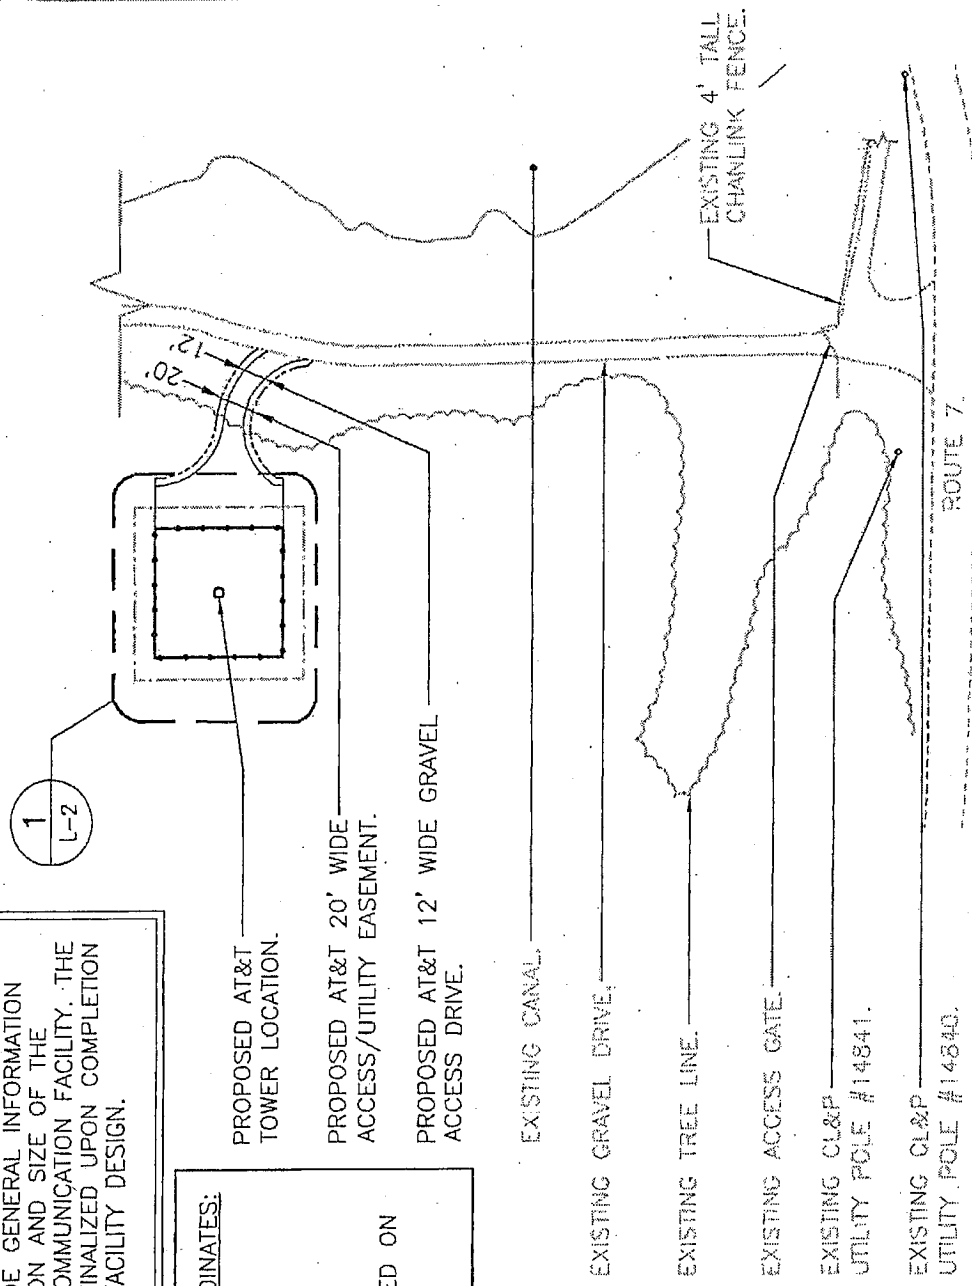 E GENERAL INFORMATION
ON AND SIZE OF THE
OMMUNICATION FACILITY. THE
INALIZED UPON COMPLETION
ACILITY DESIGN.
DINATES:
ED ON
1
L-2
PROPOSED AT&T
TOWER LOCATION.
PROPOSED AT&T 20' WIDE
ACCESS/UTILITY EASEMENT.
PROPOSED AT&T 12' WIDE GRAVEL
ACCESS DRIVE.
20'
12'
EXISTING CANAL.
EXISTING GRAVEL DRIVE.
EXISTING TREE LINE.
EXISTING ACCESS GATE.
EXISTING CL&P
UTILITY POLE #14841.
EXISTING CL&P
UTILITY POLE #14840.
EXISTING 4' TALL
CHANLINK FENCE.
ROUTE 7